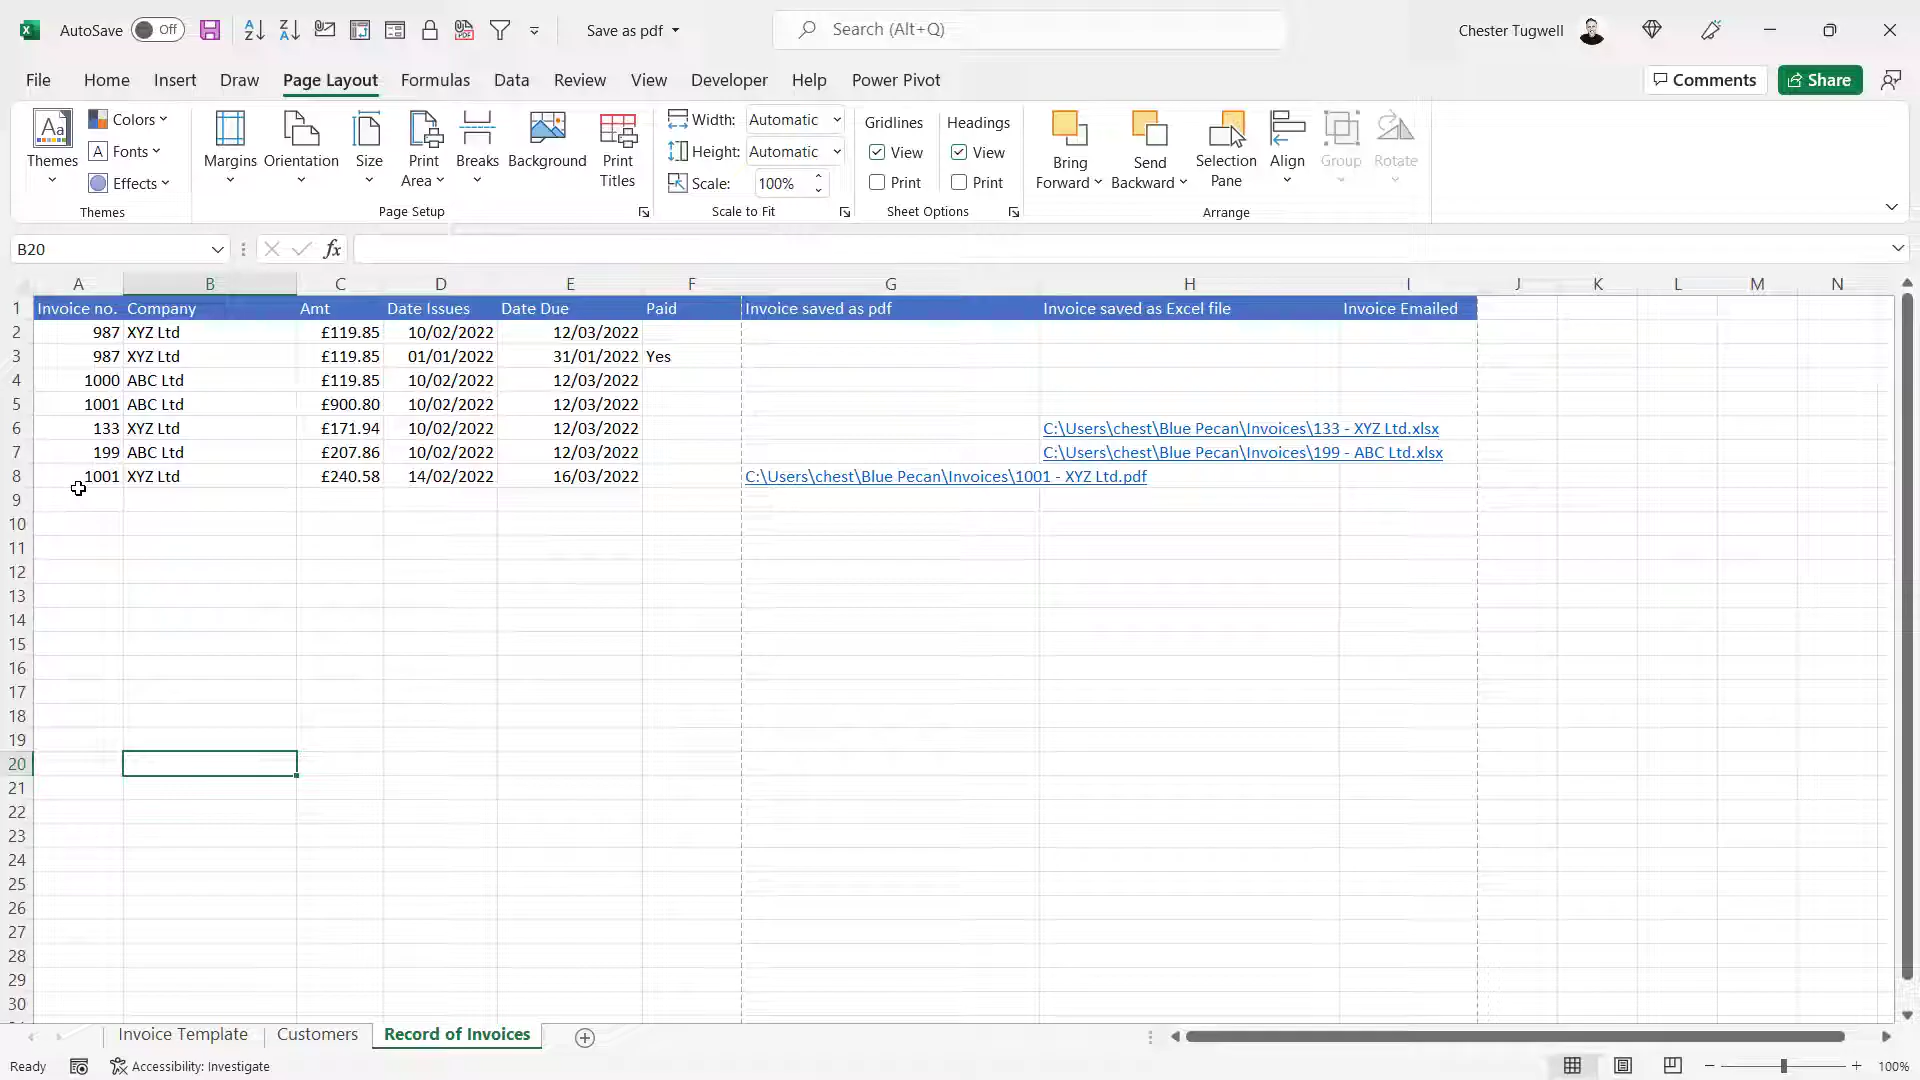 AutoSave Off Save as pdf Search (Alt+Q) Chester Tugwell
File Home Insert Draw Page Layout Formulas Data Review View Developer Help Power Pivot Comments Share
Themes Colors Fonts Effects Themes
Margins Orientation Size Print Area Breaks Background Print Titles Page Setup
Width: Automatic Height: Automatic Scale: 100% Scale to Fit
Gridlines View Print Headings View Print Sheet Options
Bring Forward Send Backward Selection Pane Align Group Rotate Arrange
B20 fx
A B C D E F G H I J K L M N
1 Invoice no. Company Amt Date Issues Date Due Paid Invoice saved as pdf Invoice saved as Excel file Invoice Emailed
2 987 XYZ Ltd £119.85 10/02/2022 12/03/2022
3 987 XYZ Ltd £119.85 01/01/2022 31/01/2022 Yes
4 1000 ABC Ltd £119.85 10/02/2022 12/03/2022
5 1001 ABC Ltd £900.80 10/02/2022 12/03/2022
6 133 XYZ Ltd £171.94 10/02/2022 12/03/2022 C:\Users\chest\Blue Pecan\Invoices\133 - XYZ Ltd.xlsx
7 199 ABC Ltd £207.86 10/02/2022 12/03/2022 C:\Users\chest\Blue Pecan\Invoices\199 - ABC Ltd.xlsx
8 1001 XYZ Ltd £240.58 14/02/2022 16/03/2022 C:\Users\chest\Blue Pecan\Invoices\1001 - XYZ Ltd.pdf
9
10
11
12
13
14
15
16
17
18
19
20
21
22
23
24
25
26
27
28
29
30
Invoice Template Customers Record of Invoices
Ready Accessibility: Investigate 100%